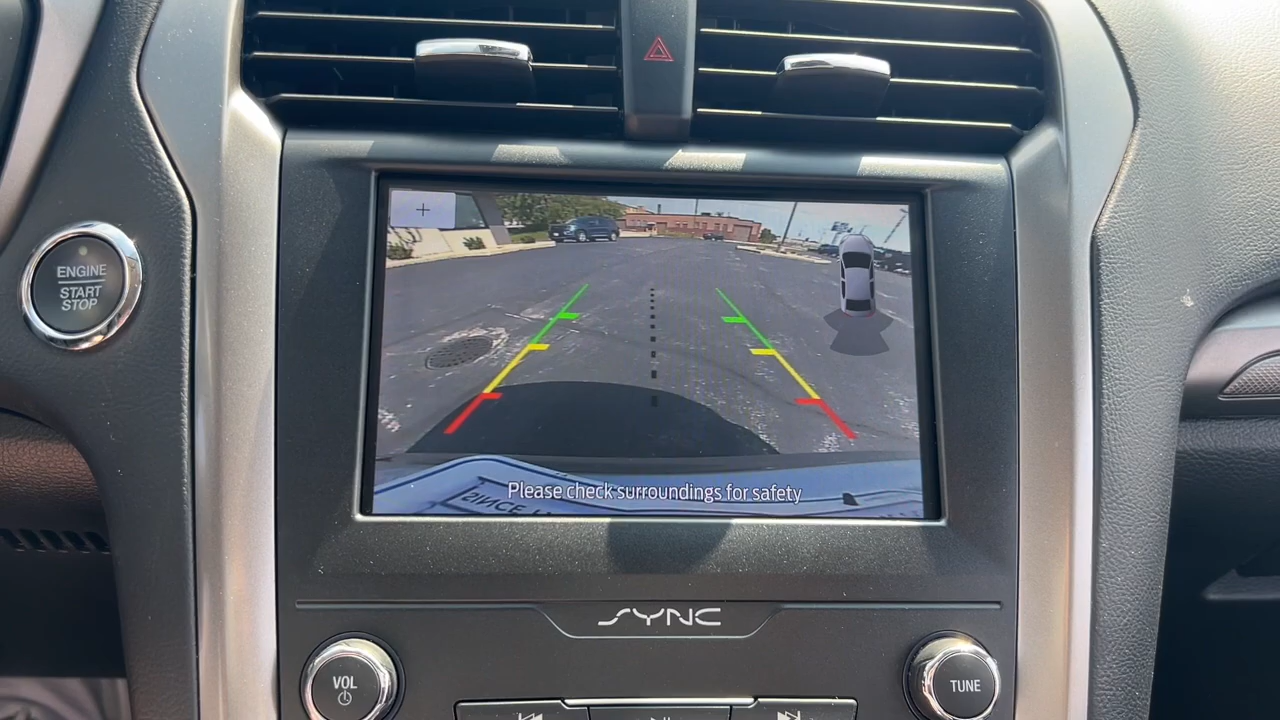 ENGINE
START
STOP
+
Please check surroundings for safety
SYNC
VOL
TUNE